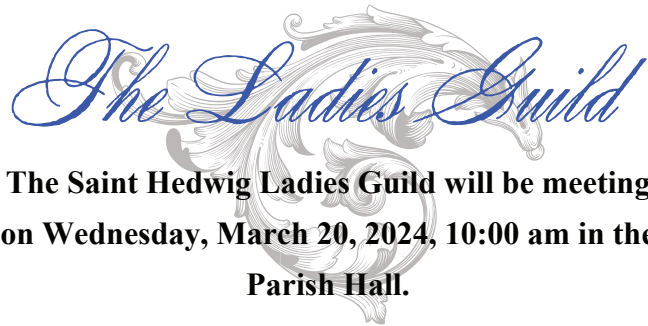 The Ladies Guild
The Saint Hedwig Ladies Guild will be meeting
on Wednesday, March 20, 2024, 10:00 am in the
Parish Hall.